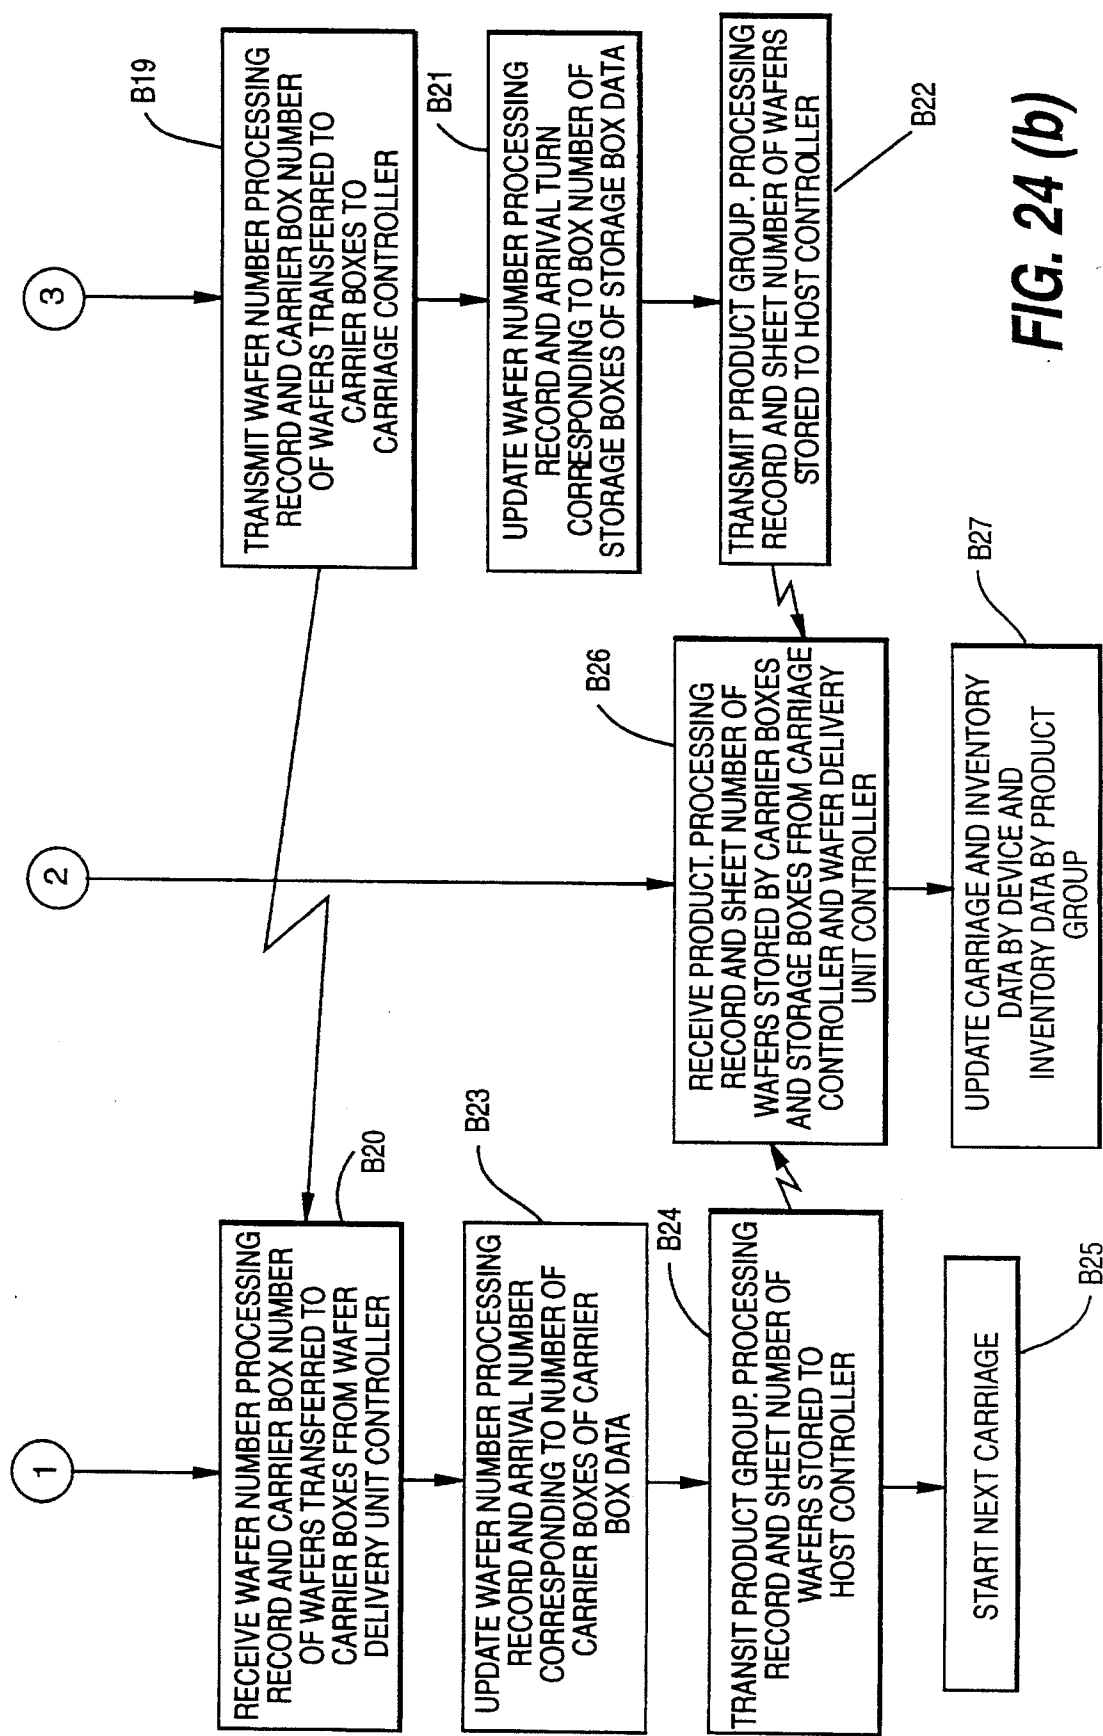 1
RECEIVE WAFER NUMBER PROCESSING
RECORD AND CARRIER BOX NUMBER
OF WAFERS TRANSFERRED TO
CARRIER BOXES FROM WAFER
DELIVERY UNIT CONTROLLER
B20
UPDATE WAFER NUMBER PROCESSING
RECORD AND ARRIVAL NUMBER
CORRESPONDING TO NUMBER OF
CARRIER BOXES OF CARRIER
BOX DATA
B23
TRANSIT PRODUCT GROUP. PROCESSING
RECORD AND SHEET NUMBER OF
WAFERS STORED TO
HOST CONTROLLER
B24
START NEXT CARRIAGE
B25
2
RECEIVE PRODUCT. PROCESSING
RECORD AND SHEET NUMBER OF
WAFERS STORED BY CARRIER BOXES
AND STORAGE BOXES FROM CARRIAGE
CONTROLLER AND WAFER DELIVERY
UNIT CONTROLLER
B26
UPDATE CARRIAGE AND INVENTORY
DATA BY DEVICE AND
INVENTORY DATA BY PRODUCT
GROUP
B27
3
TRANSMIT WAFER NUMBER PROCESSING
RECORD AND CARRIER BOX NUMBER
OF WAFERS TRANSFERRED TO
CARRIER BOXES TO
CARRIAGE CONTROLLER
B19
UPDATE WAFER NUMBER PROCESSING
RECORD AND ARRIVAL TURN
CORRESPONDING TO BOX NUMBER OF
STORAGE BOXES OF STORAGE BOX DATA
B21
TRANSMIT PRODUCT GROUP. PROCESSING
RECORD AND SHEET NUMBER OF WAFERS
STORED TO HOST CONTROLLER
B22
FIG. 24 (b)